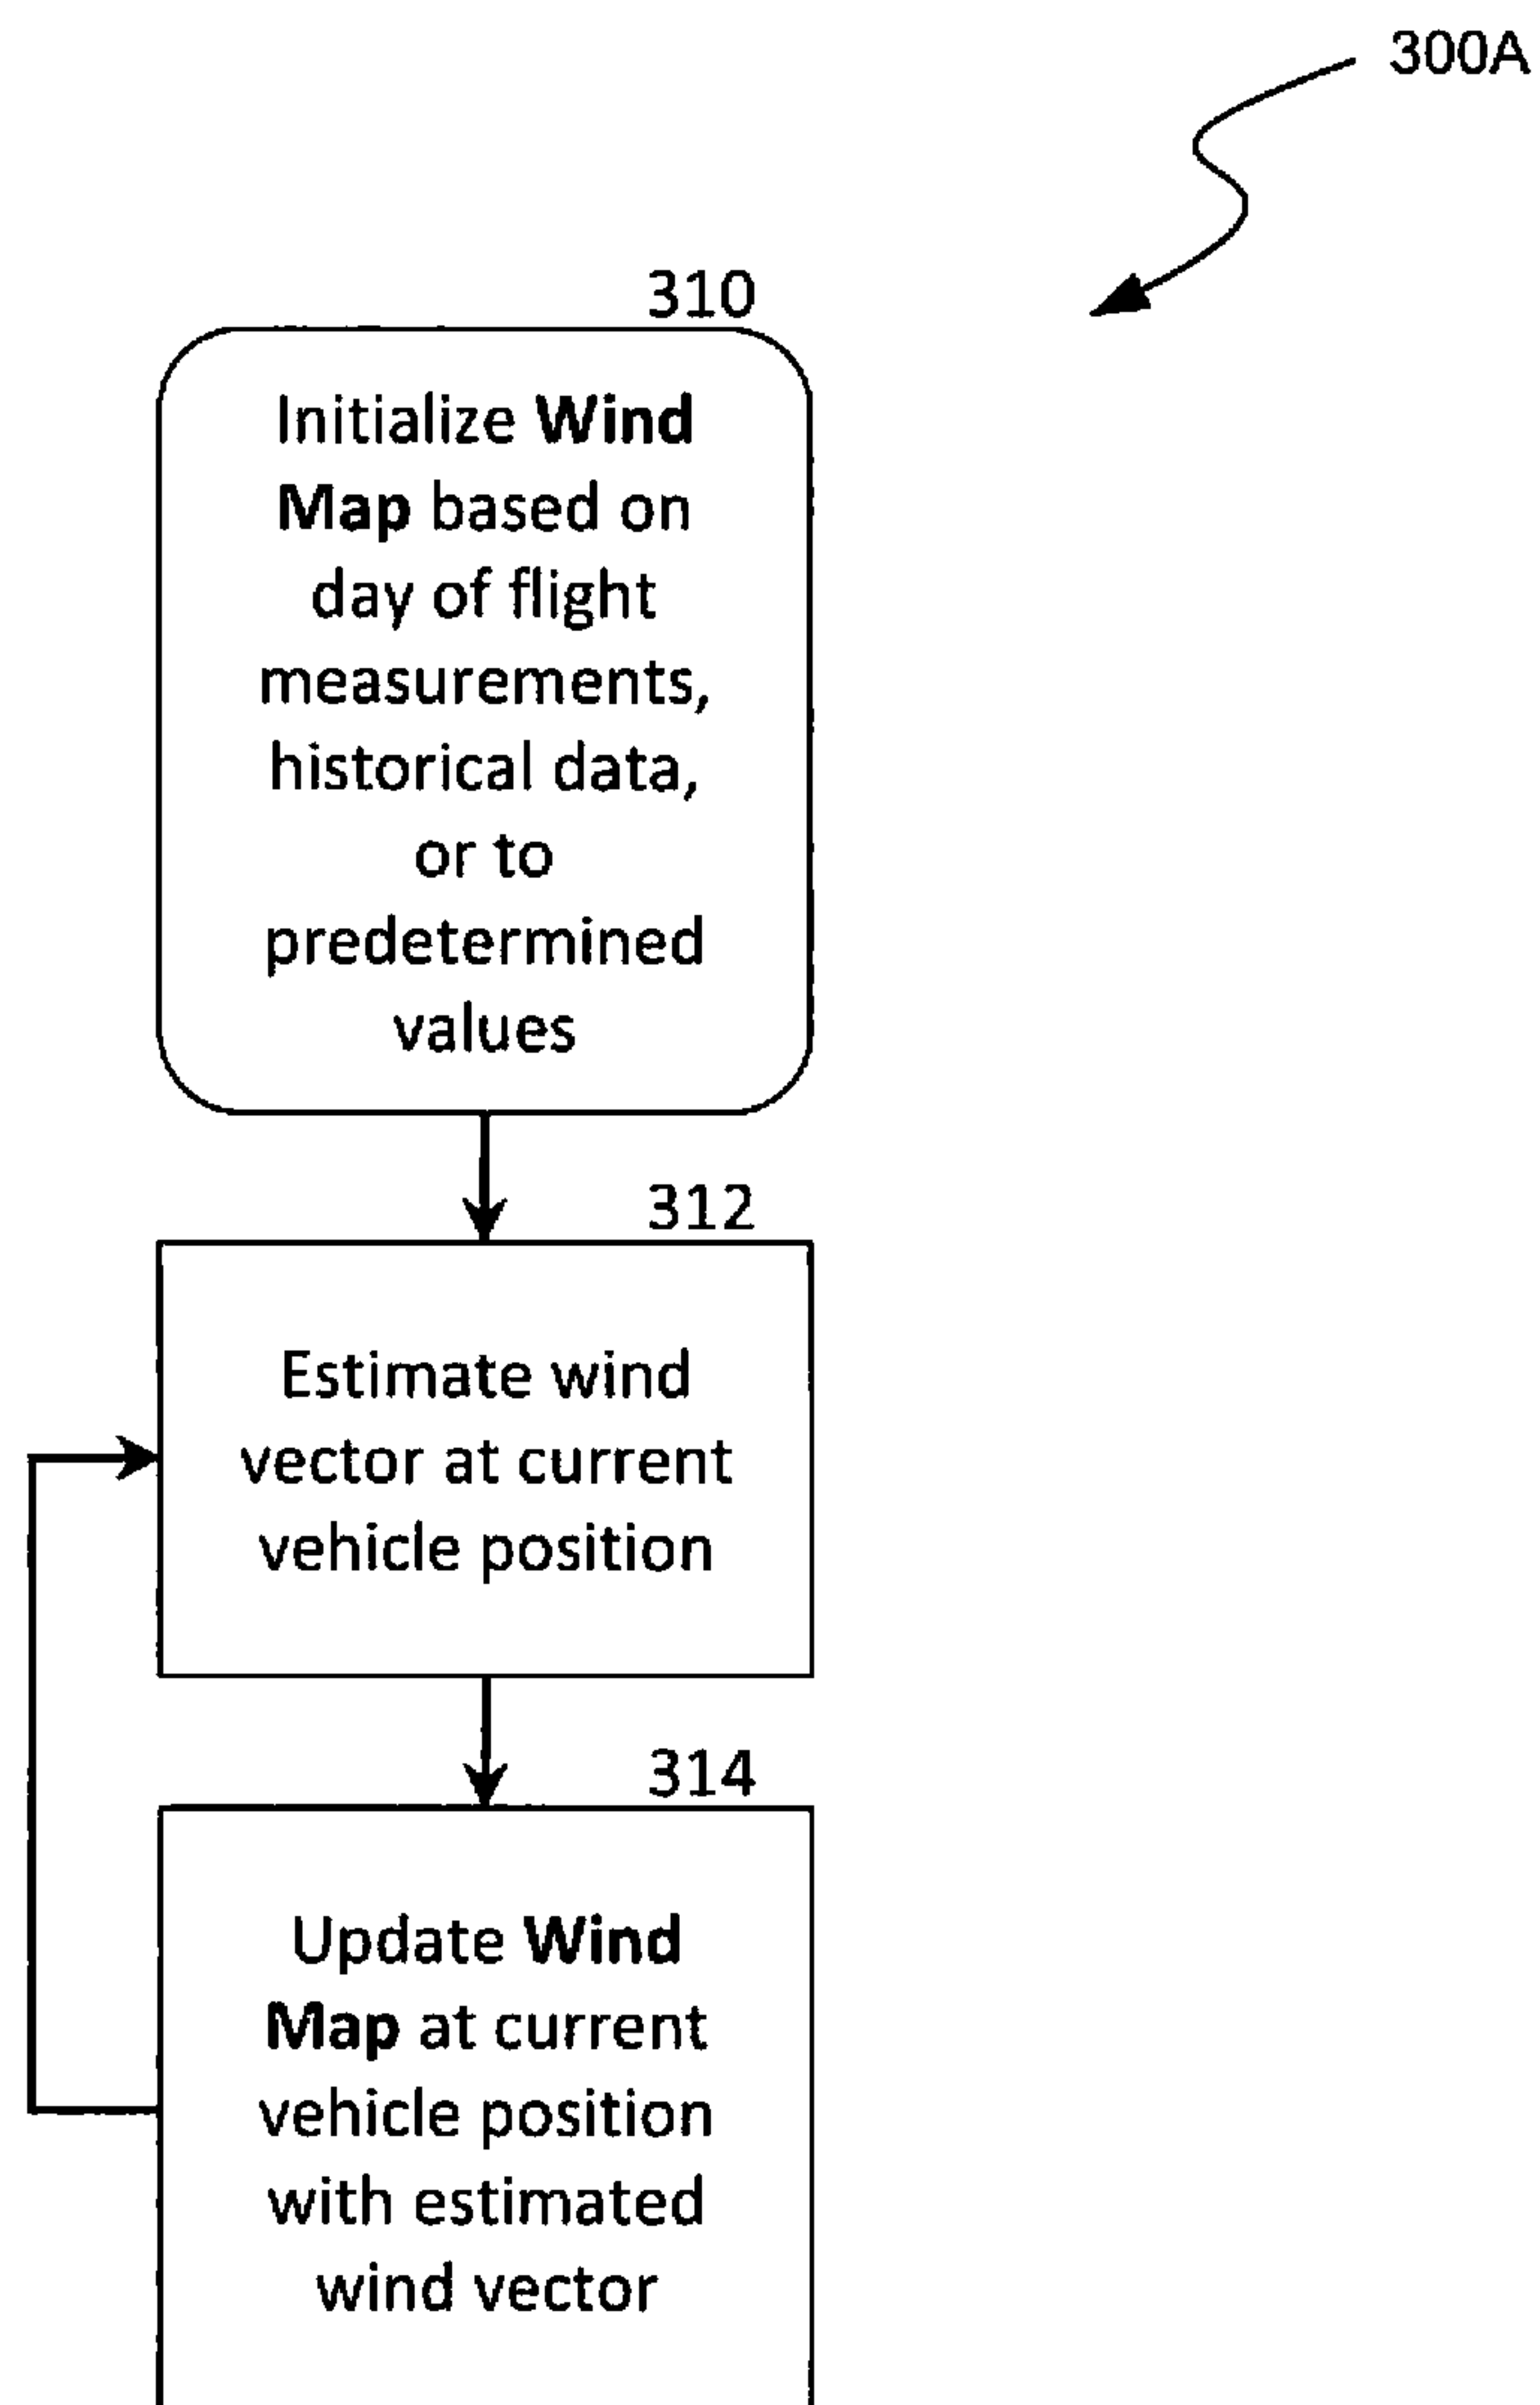 300A
310
Initialize Wind
Map based on
day of flight
measurements,
historical data,
or to
predetermined
values
312
Estimate wind
vector at current
vehicle position
314
Update Wind
Map at current
vehicle position
with estimated
wind vector